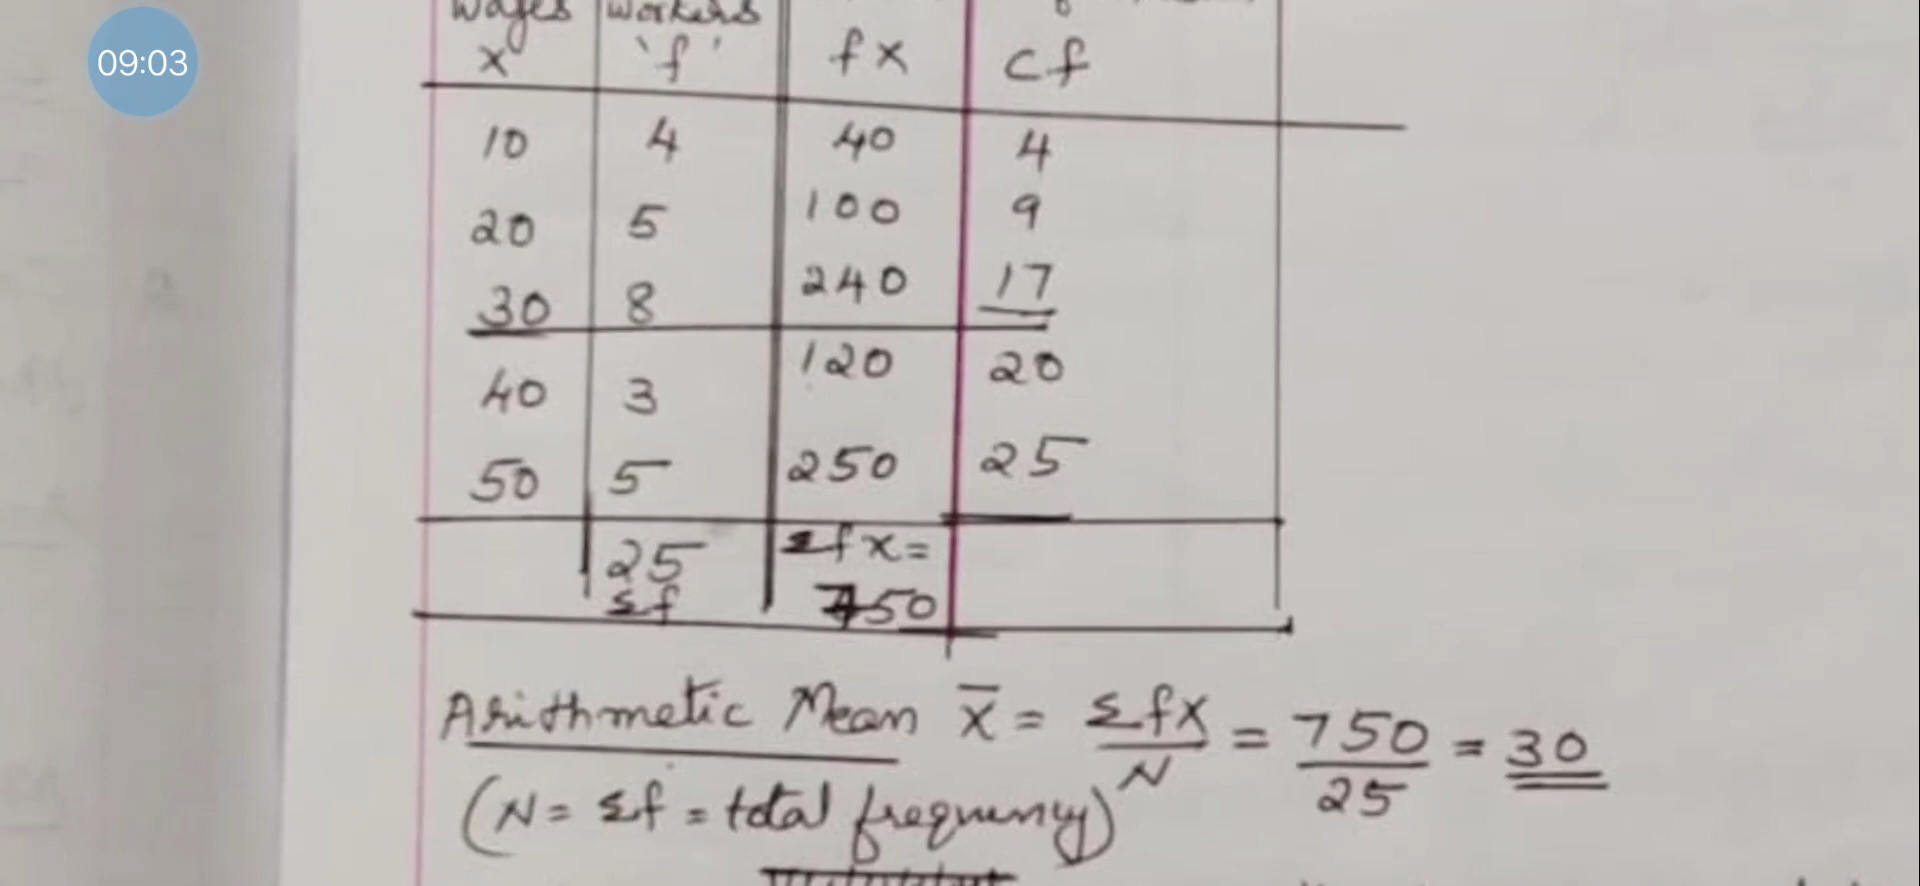 09:03
Wages Workers
x 'f' fx cf
10 4 40 4
20 5 100 9
30 8 240 17
40 3 120 20
50 5 250 25
25 Σfx=
Σf 750
Arithmetic Mean x̄ = Σfx/N = 750/25 = 30
(N = Σf = total frequency)